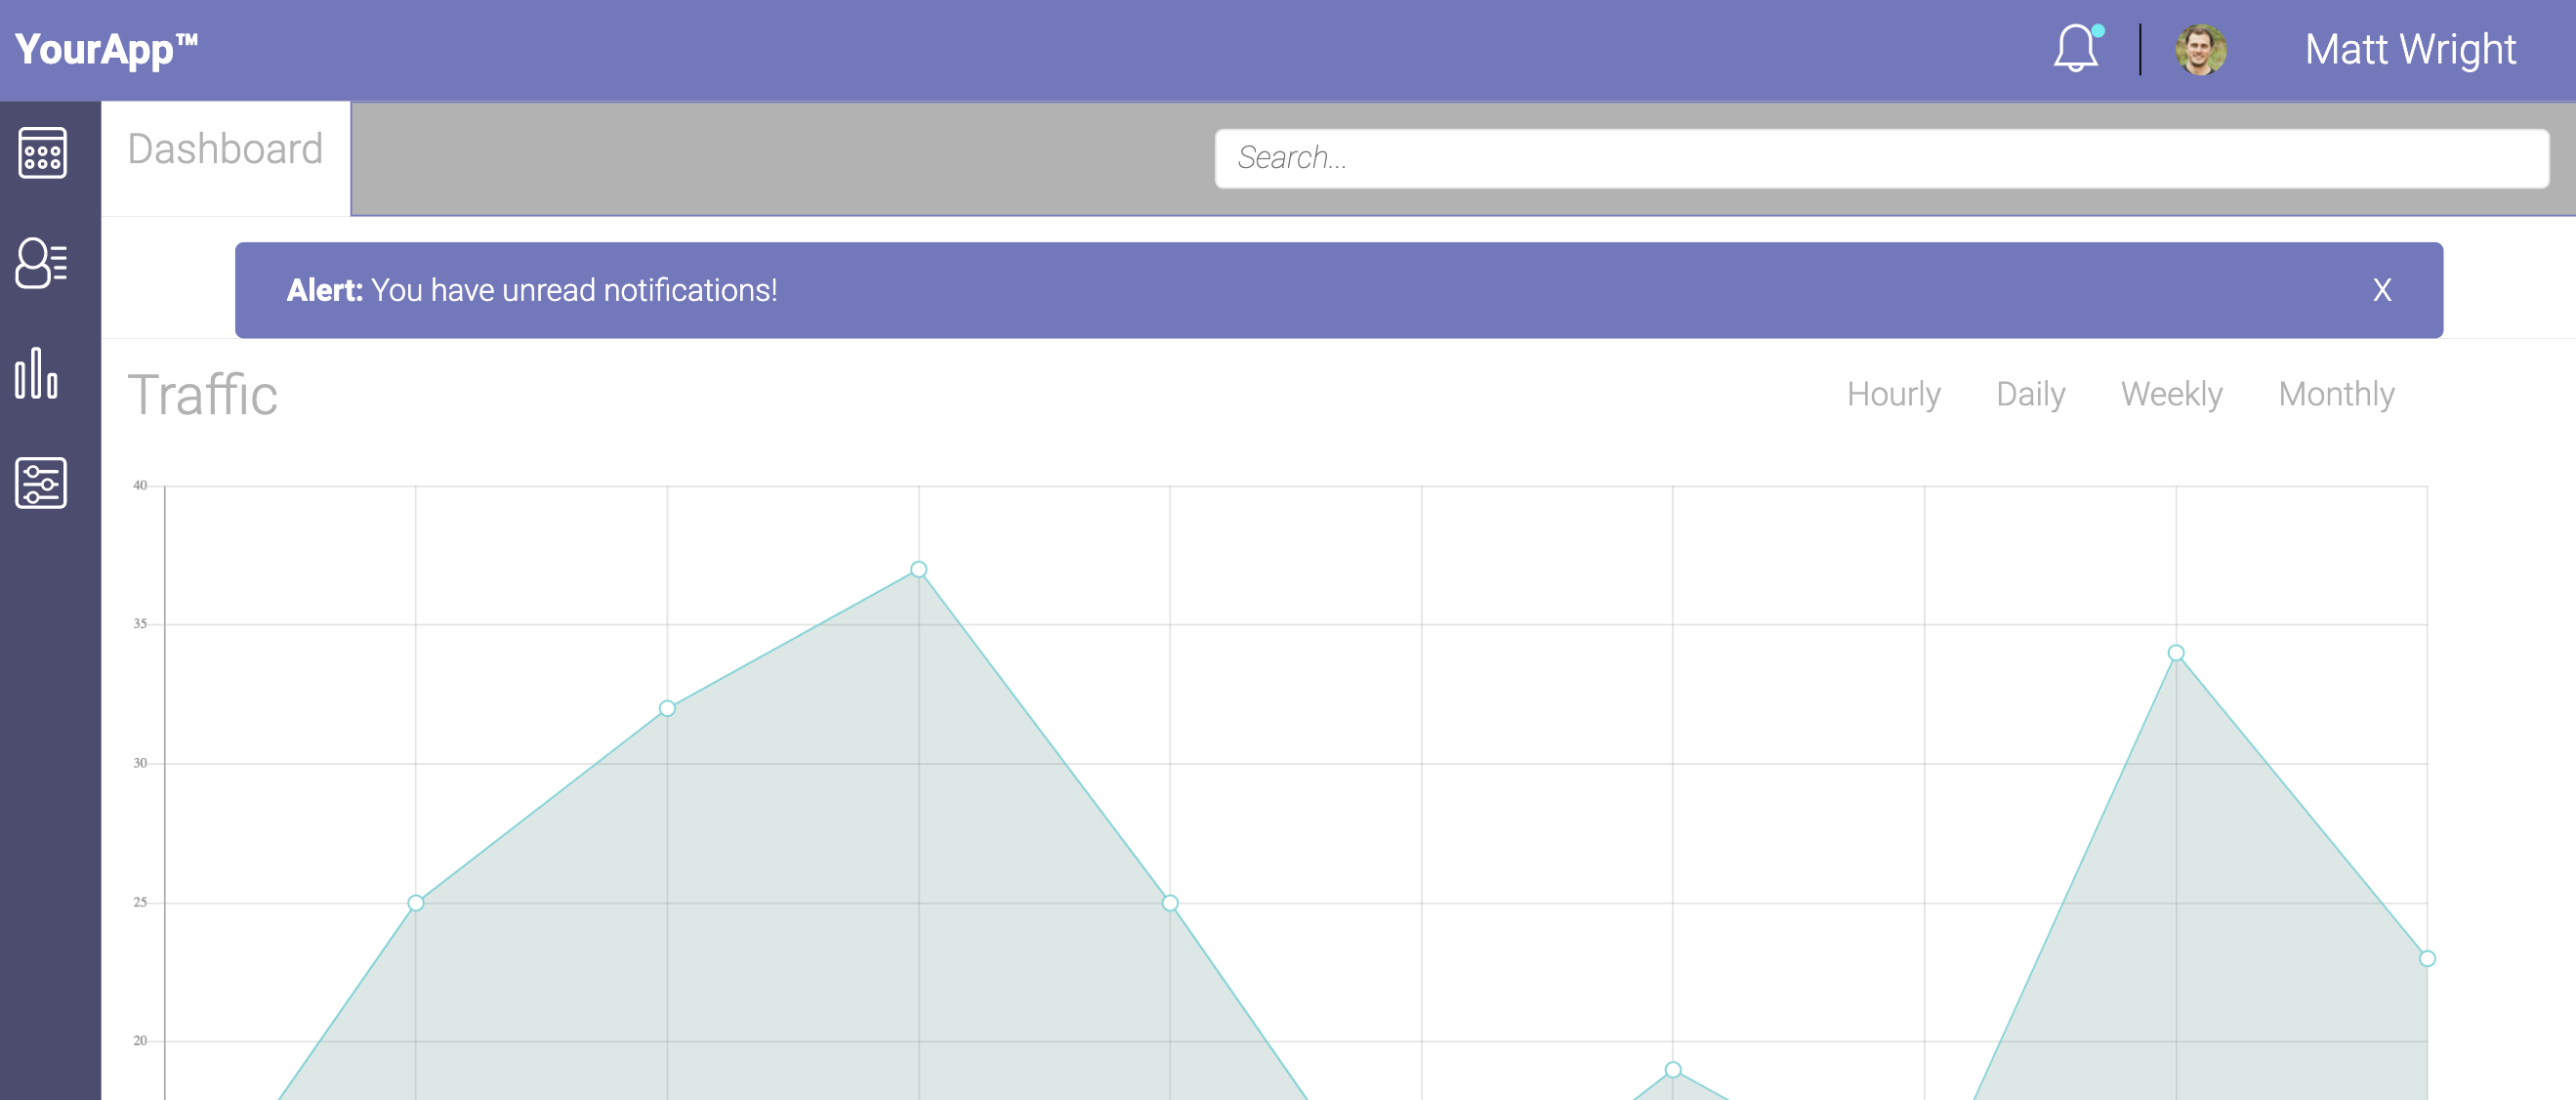 YourApp™
Matt Wright
Dashboard
Search...
Alert: You have unread notifications!
X
Traffic
Hourly Daily Weekly Monthly
40
35
30
25
20